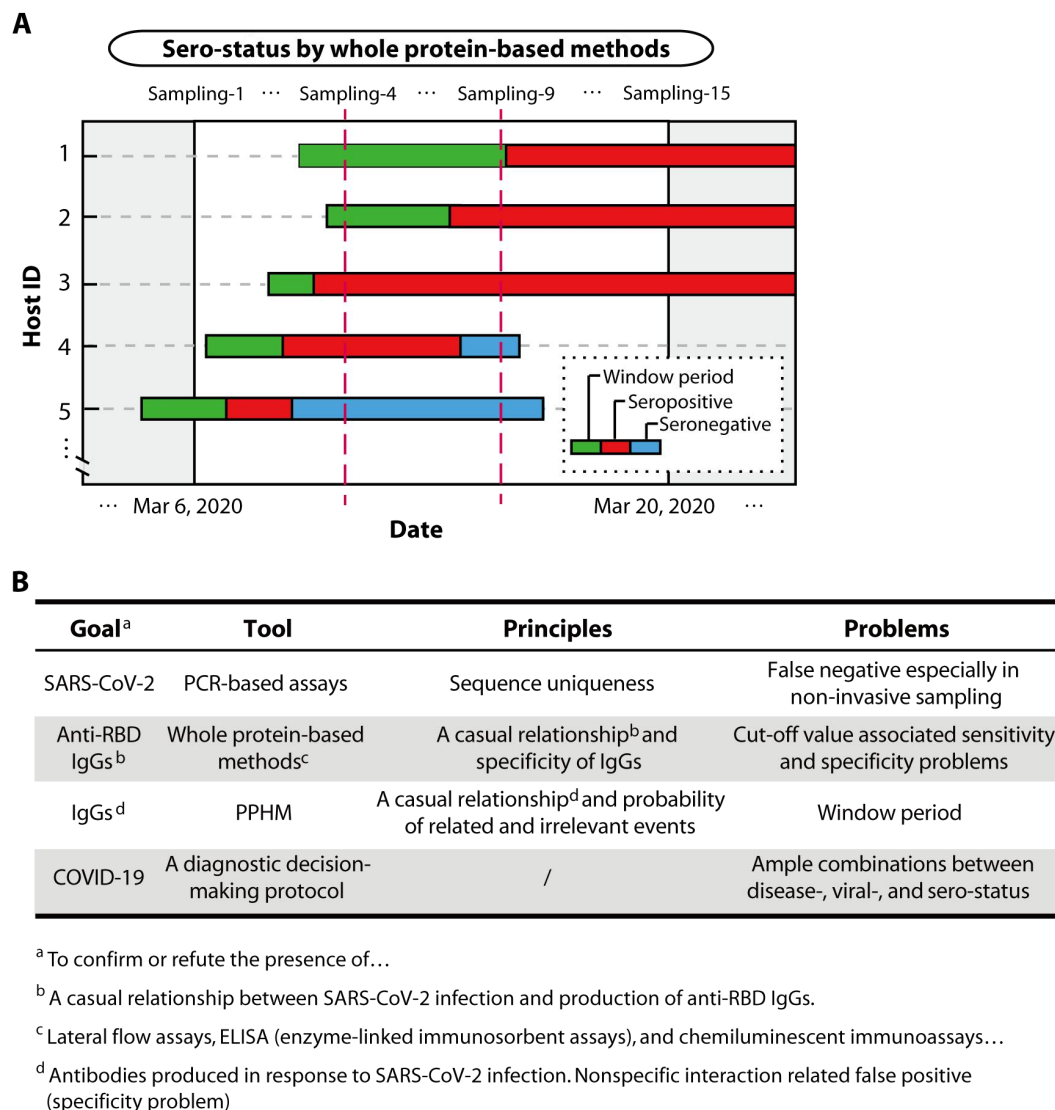 A
Sero-status by whole protein-based methods
Sampling-1 ... Sampling-4 ... Sampling-9 ... Sampling-15
Host ID
1
2
3
4
5
...
Window period
Seropositive
Seronegative
... Mar 6, 2020 Mar 20, 2020 ...
Date
B
Goal a Tool Principles Problems
SARS-CoV-2 PCR-based assays Sequence uniqueness False negative especially in
non-invasive sampling
Anti-RBD Whole protein-based A casual relationship b and Cut-off value associated sensitivity
IgGs b methods c specificity of IgGs and specificity problems
IgGs d PPHM A casual relationship d and probability Window period
of related and irrelevant events
COVID-19 A diagnostic decision- / Ample combinations between
making protocol disease-, viral-, and sero-status
a To confirm or refute the presence of...
b A casual relationship between SARS-CoV-2 infection and production of anti-RBD IgGs.
c Lateral flow assays, ELISA (enzyme-linked immunosorbent assays), and chemiluminescent immunoassays...
d Antibodies produced in response to SARS-CoV-2 infection. Nonspecific interaction related false positive
(specificity problem)